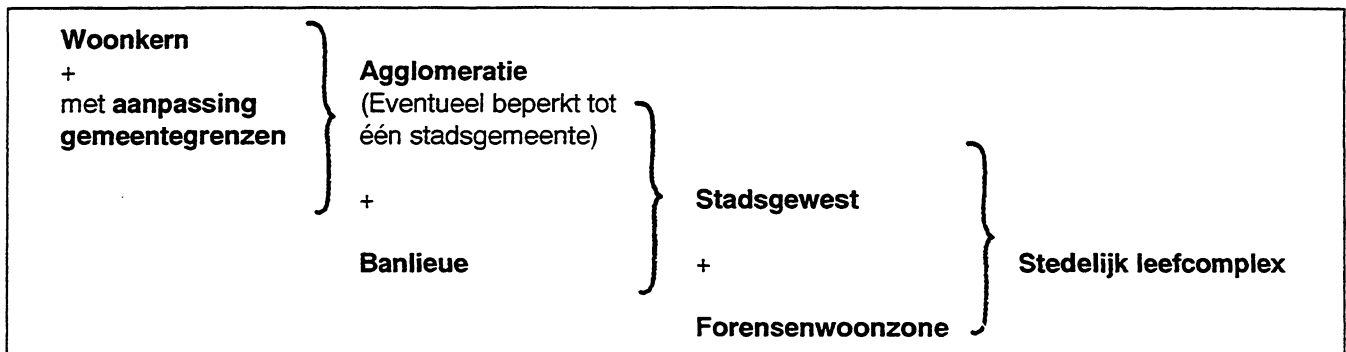 Woonkern
+
met aanpassing
gemeentegrenzen
Agglomeratie
(Eventueel beperkt tot
één stadsgemeente)
+
Banlieue
Stadsgewest
+
Forensenwoonzone
Stedelijk leefcomplex